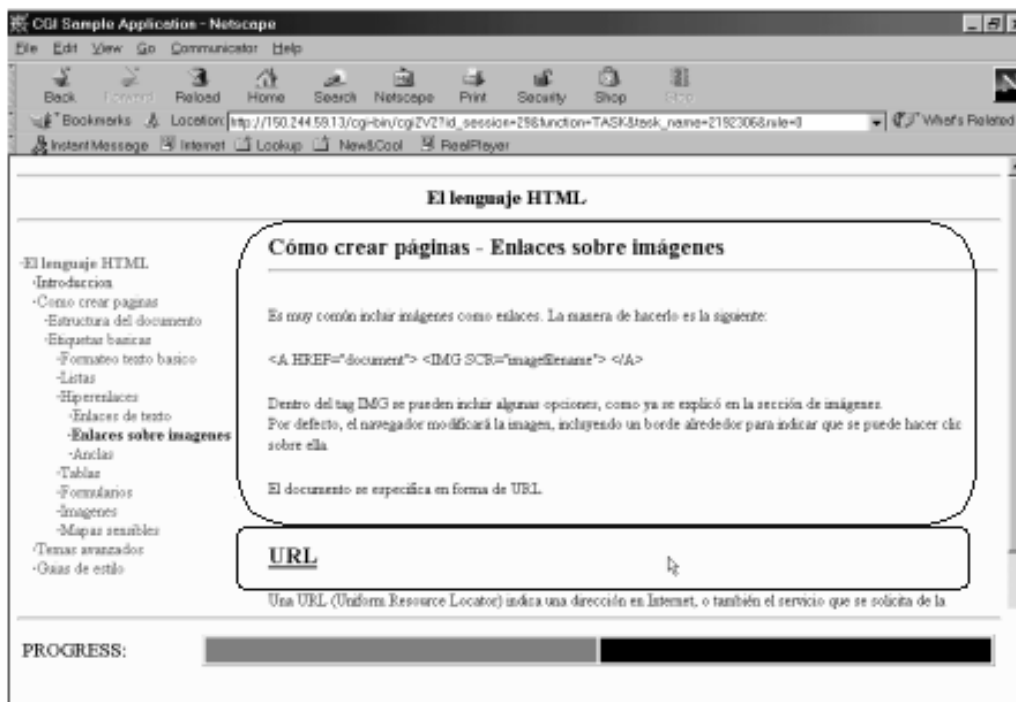 CGI Sample Application - Netscape
File Edit View Go Communicator Help
Back Forward Reload Home Search Netscape Print Security Shop Stop
Bookmarks Location: http://150.244.59.13/cgi-bin/cgiZV2?id_session=29&function=TASK&task_name=2192306&rule=0 What's Related
Instant Message Internet Lookup New&Cool RealPlayer
El lenguaje HTML
-El lenguaje HTML
-Introduccion
-Como crear paginas
-Estructura del documento
-Etiquetas basicas
-Formateo texto basico
-Listas
-Hiperenlaces
-Enlaces de texto
-Enlaces sobre imagenes
-Anclas
-Tablas
-Formularios
-Imagenes
-Mapas sensibles
-Temas avanzados
-Guias de estilo
Cómo crear páginas - Enlaces sobre imágenes
Es muy común incluir imágenes como enlaces. La manera de hacerlo es la siguiente:
<A HREF="document"> <IMG SCR="imagefilename"> </A>
Dentro del tag IMG se pueden incluir algunas opciones, como ya se explicó en la sección de imágenes.
Por defecto, el navegador modificará la imagen, incluyendo un borde alrededor para indicar que se puede hacer clic
sobre ella.
El documento se especifica en forma de URL.
URL
Una URL (Uniform Resource Locator) indica una dirección en Internet, o también el servicio que se solicita de la
PROGRESS: